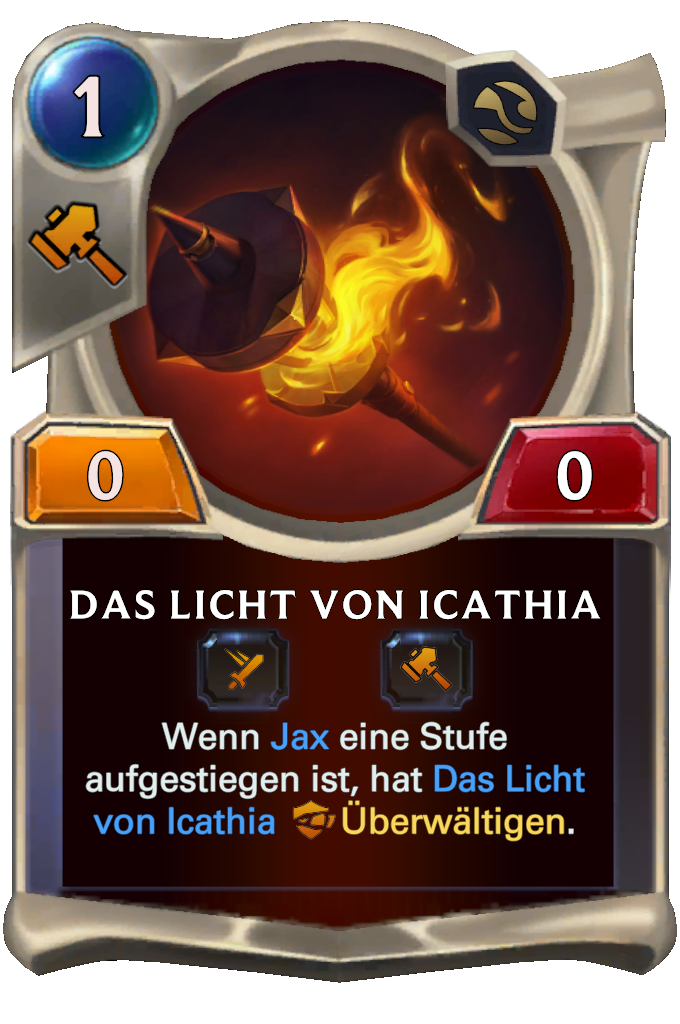 1
0
0
DAS LICHT VON ICATHIA
Wenn Jax eine Stufe
aufgestiegen ist, hat Das Licht
von Icathia Überwältigen.